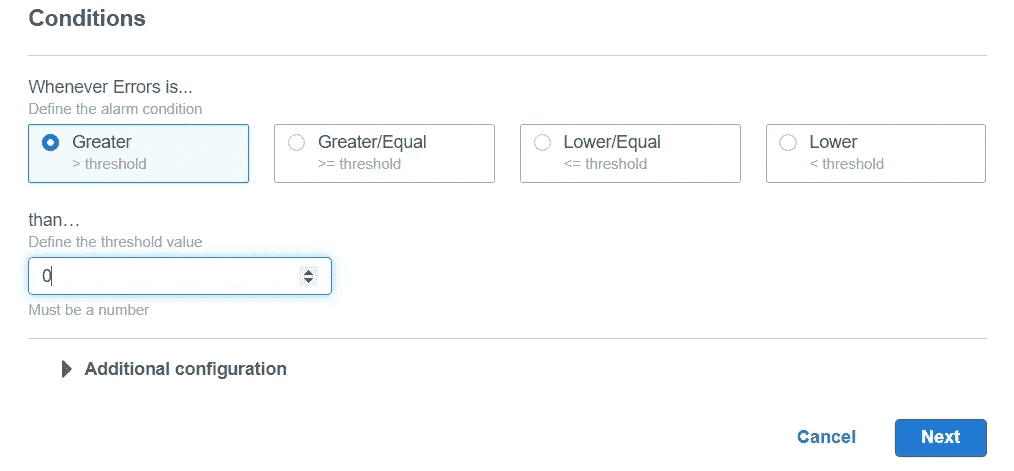 Conditions
Whenever Errors is...
Define the alarm condition
Greater
> threshold
Greater/Equal
>= threshold
Lower/Equal
<= threshold
Lower
< threshold
than...
Define the threshold value
0
Must be a number
Additional configuration
Cancel
Next